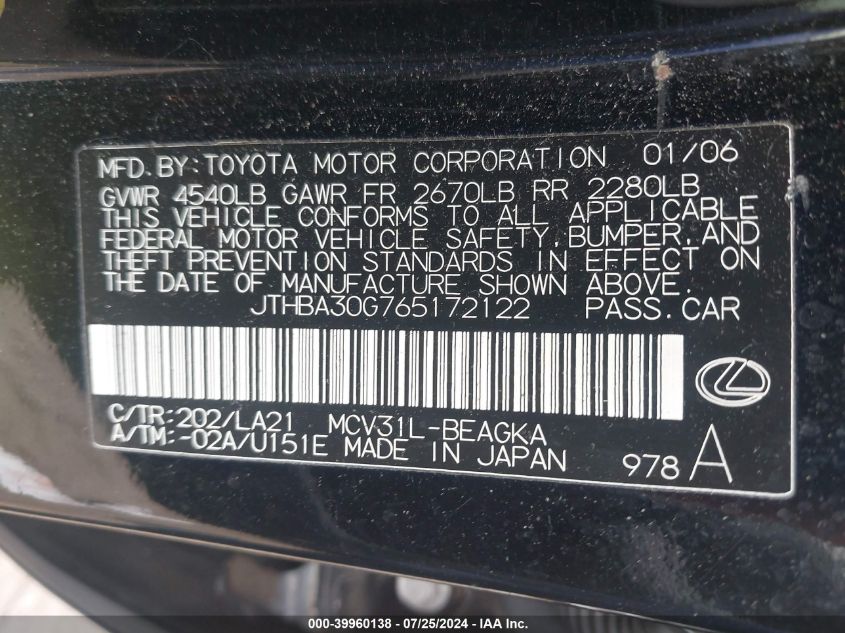 MFD.BY:TOYOTA MOTOR CORPORATION 01/06
GVWR 4540LB GAWR FR 2670LB RR 2280LB
THIS VEHICLE CONFORMS TO ALL APPLICABLE
FEDERAL MOTOR VEHICLE SAFETY,BUMPER,AND
THEFT PREVENTION STANDARDS IN EFFECT ON
THE DATE OF MANUFACTURE SHOWN ABOVE.
JTHBA30G765172122 PASS.CAR
C/TR:202/LA21 MCV31L-BEAGKA
A/TM:-02A/U151E MADE IN JAPAN 978 A
000-39960138 - 07/25/2024 - © IAA Inc.